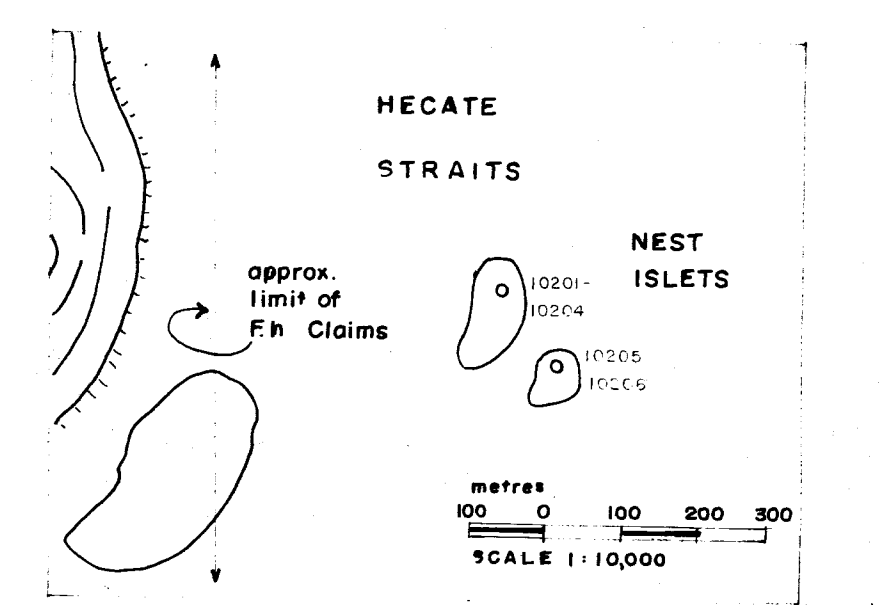 HECATE
STRAITS
NEST
ISLETS
approx.
limit of
F.h Claims
10201-
10204
10205
10206
metres
100 0 100 200 300
SCALE 1:10,000